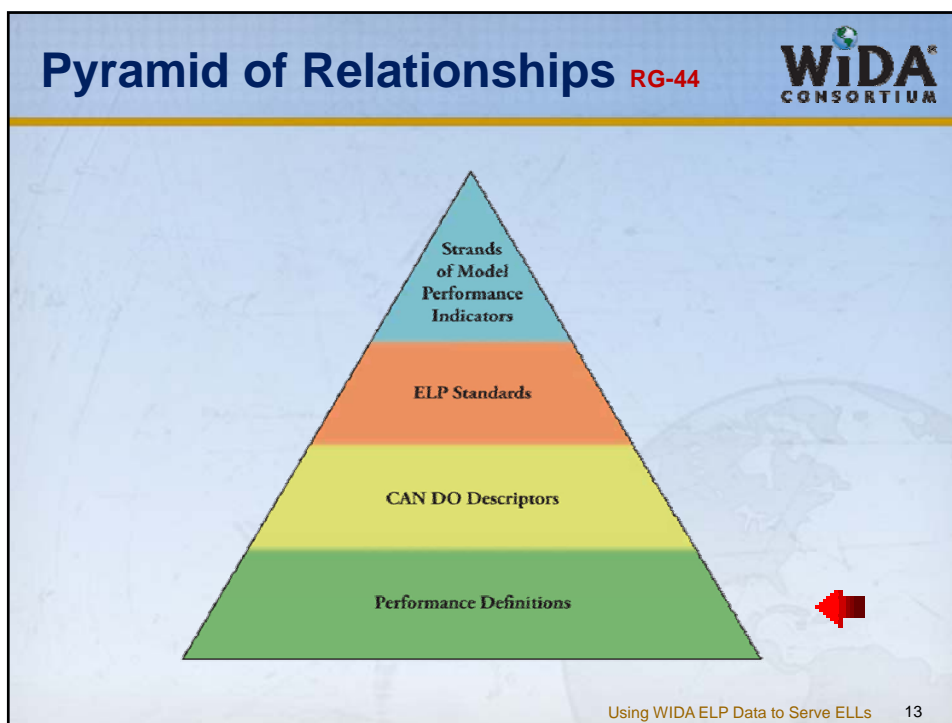 Pyramid of Relationships RG-44
WiDA®
CONSORTIUM
Strands
of Model
Performance
Indicators
ELP Standards
CAN DO Descriptors
Performance Definitions
Using WIDA ELP Data to Serve ELLs 13